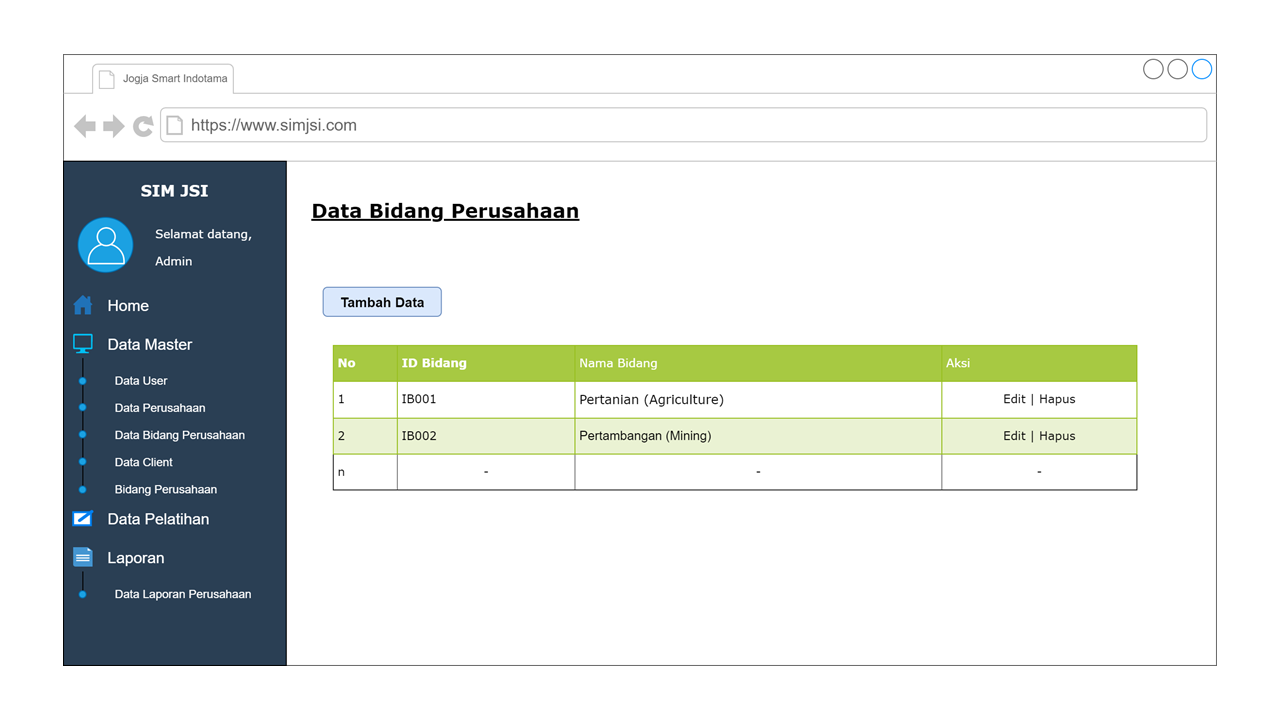 Jogja Smart Indotama
https://www.simjsi.com
SIM JSI
Selamat datang,
Admin
Home
Data Master
Data User
Data Perusahaan
Data Bidang Perusahaan
Data Client
Bidang Perusahaan
Data Pelatihan
Laporan
Data Laporan Perusahaan
Data Bidang Perusahaan
Tambah Data
No ID Bidang Nama Bidang Aksi
1 IB001 Pertanian (Agriculture) Edit | Hapus
2 IB002 Pertambangan (Mining) Edit | Hapus
n - - -